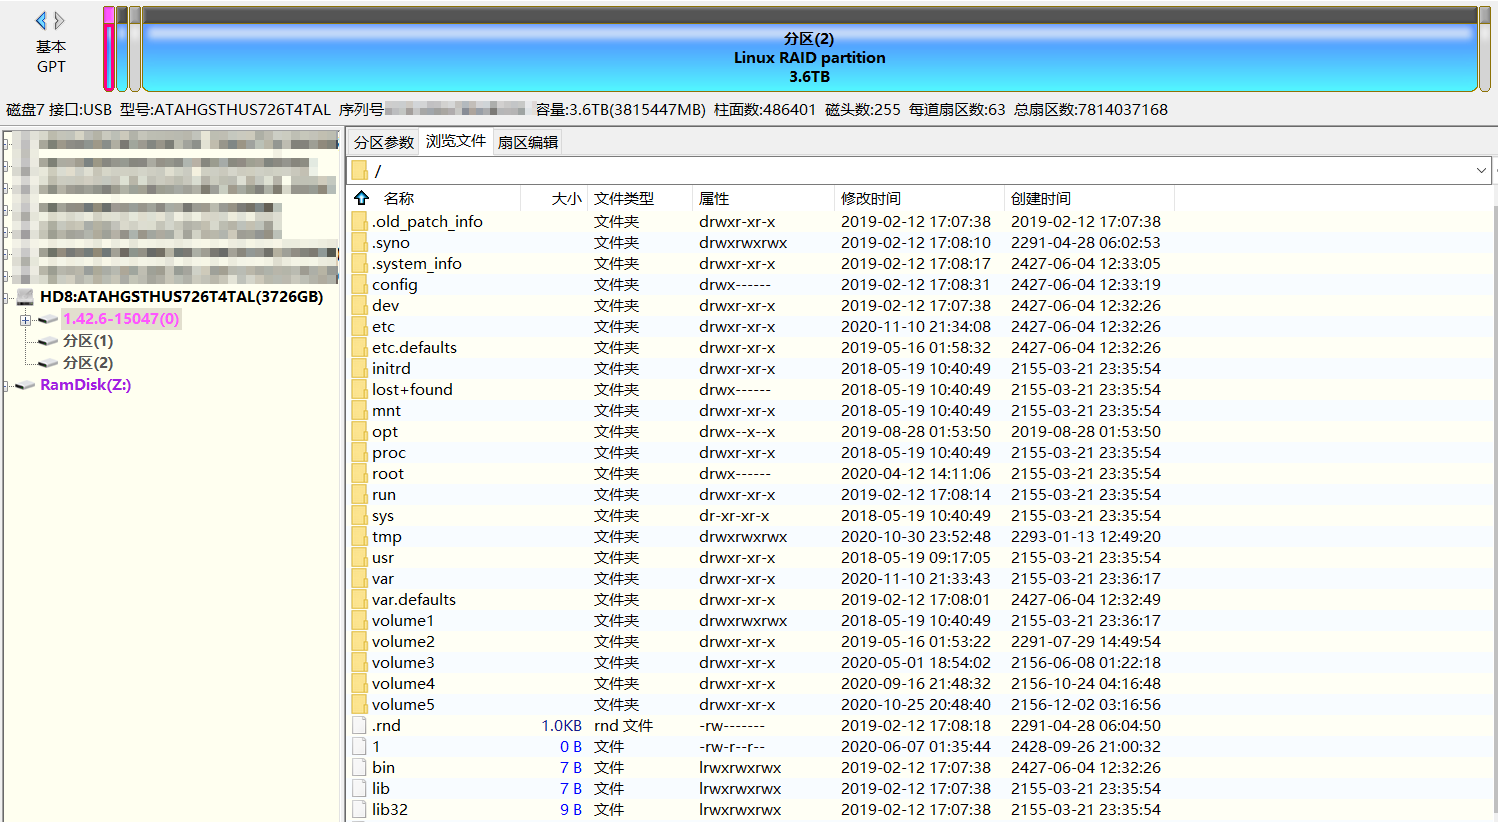 基本
GPT
分区(2)
Linux RAID partition
3.6TB
磁盘7 接口:USB 型号:ATAHGSTHUS726T4TAL 序列号 容量:3.6TB(3815447MB) 柱面数:486401 磁头数:255 每道扇区数:63 总扇区数:7814037168
HD8:ATAHGSTHUS726T4TAL(3726GB)
1.42.6-15047(0)
分区(1)
分区(2)
RamDisk(Z:)
分区参数 浏览文件 扇区编辑
/
名称 大小 文件类型 属性 修改时间 创建时间
.old_patch_info 文件夹 drwxr-xr-x 2019-02-12 17:07:38 2019-02-12 17:07:38
.syno 文件夹 drwxrwxrwx 2019-02-12 17:08:10 2291-04-28 06:02:53
.system_info 文件夹 drwxr-xr-x 2019-02-12 17:08:17 2427-06-04 12:33:05
config 文件夹 drwx------ 2019-02-12 17:08:31 2427-06-04 12:33:19
dev 文件夹 drwxr-xr-x 2019-02-12 17:07:38 2427-06-04 12:32:26
etc 文件夹 drwxr-xr-x 2020-11-10 21:34:08 2427-06-04 12:32:26
etc.defaults 文件夹 drwxr-xr-x 2019-05-16 01:58:32 2427-06-04 12:32:26
initrd 文件夹 drwxr-xr-x 2018-05-19 10:40:49 2155-03-21 23:35:54
lost+found 文件夹 drwx------ 2018-05-19 10:40:49 2155-03-21 23:35:54
mnt 文件夹 drwxr-xr-x 2018-05-19 10:40:49 2155-03-21 23:35:54
opt 文件夹 drwx--x--x 2019-08-28 01:53:50 2019-08-28 01:53:50
proc 文件夹 drwxr-xr-x 2018-05-19 10:40:49 2155-03-21 23:35:54
root 文件夹 drwx------ 2020-04-12 14:11:06 2155-03-21 23:35:54
run 文件夹 drwxr-xr-x 2019-02-12 17:08:14 2155-03-21 23:35:54
sys 文件夹 dr-xr-xr-x 2018-05-19 10:40:49 2155-03-21 23:35:54
tmp 文件夹 drwxrwxrwx 2020-10-30 23:52:48 2293-01-13 12:49:20
usr 文件夹 drwxr-xr-x 2018-05-19 09:17:05 2155-03-21 23:35:54
var 文件夹 drwxr-xr-x 2020-11-10 21:33:43 2155-03-21 23:36:17
var.defaults 文件夹 drwxr-xr-x 2019-02-12 17:08:01 2427-06-04 12:32:49
volume1 文件夹 drwxrwxrwx 2018-05-19 10:40:49 2155-03-21 23:36:17
volume2 文件夹 drwxr-xr-x 2019-05-16 01:53:22 2291-07-29 14:49:54
volume3 文件夹 drwxr-xr-x 2020-05-01 18:54:02 2156-06-08 01:22:18
volume4 文件夹 drwxr-xr-x 2020-09-16 21:48:32 2156-10-24 04:16:48
volume5 文件夹 drwxr-xr-x 2020-10-25 20:48:40 2156-12-02 03:16:56
.rnd 1.0KB rnd 文件 -rw------- 2019-02-12 17:08:18 2291-04-28 06:04:50
1 0 B 文件 -rw-r--r-- 2020-06-07 01:35:44 2428-09-26 21:00:32
bin 7 B 文件 lrwxrwxrwx 2019-02-12 17:07:38 2427-06-04 12:32:26
lib 7 B 文件 lrwxrwxrwx 2019-02-12 17:07:38 2155-03-21 23:35:54
lib32 9 B 文件 lrwxrwxrwx 2019-02-12 17:07:38 2155-03-21 23:35:54